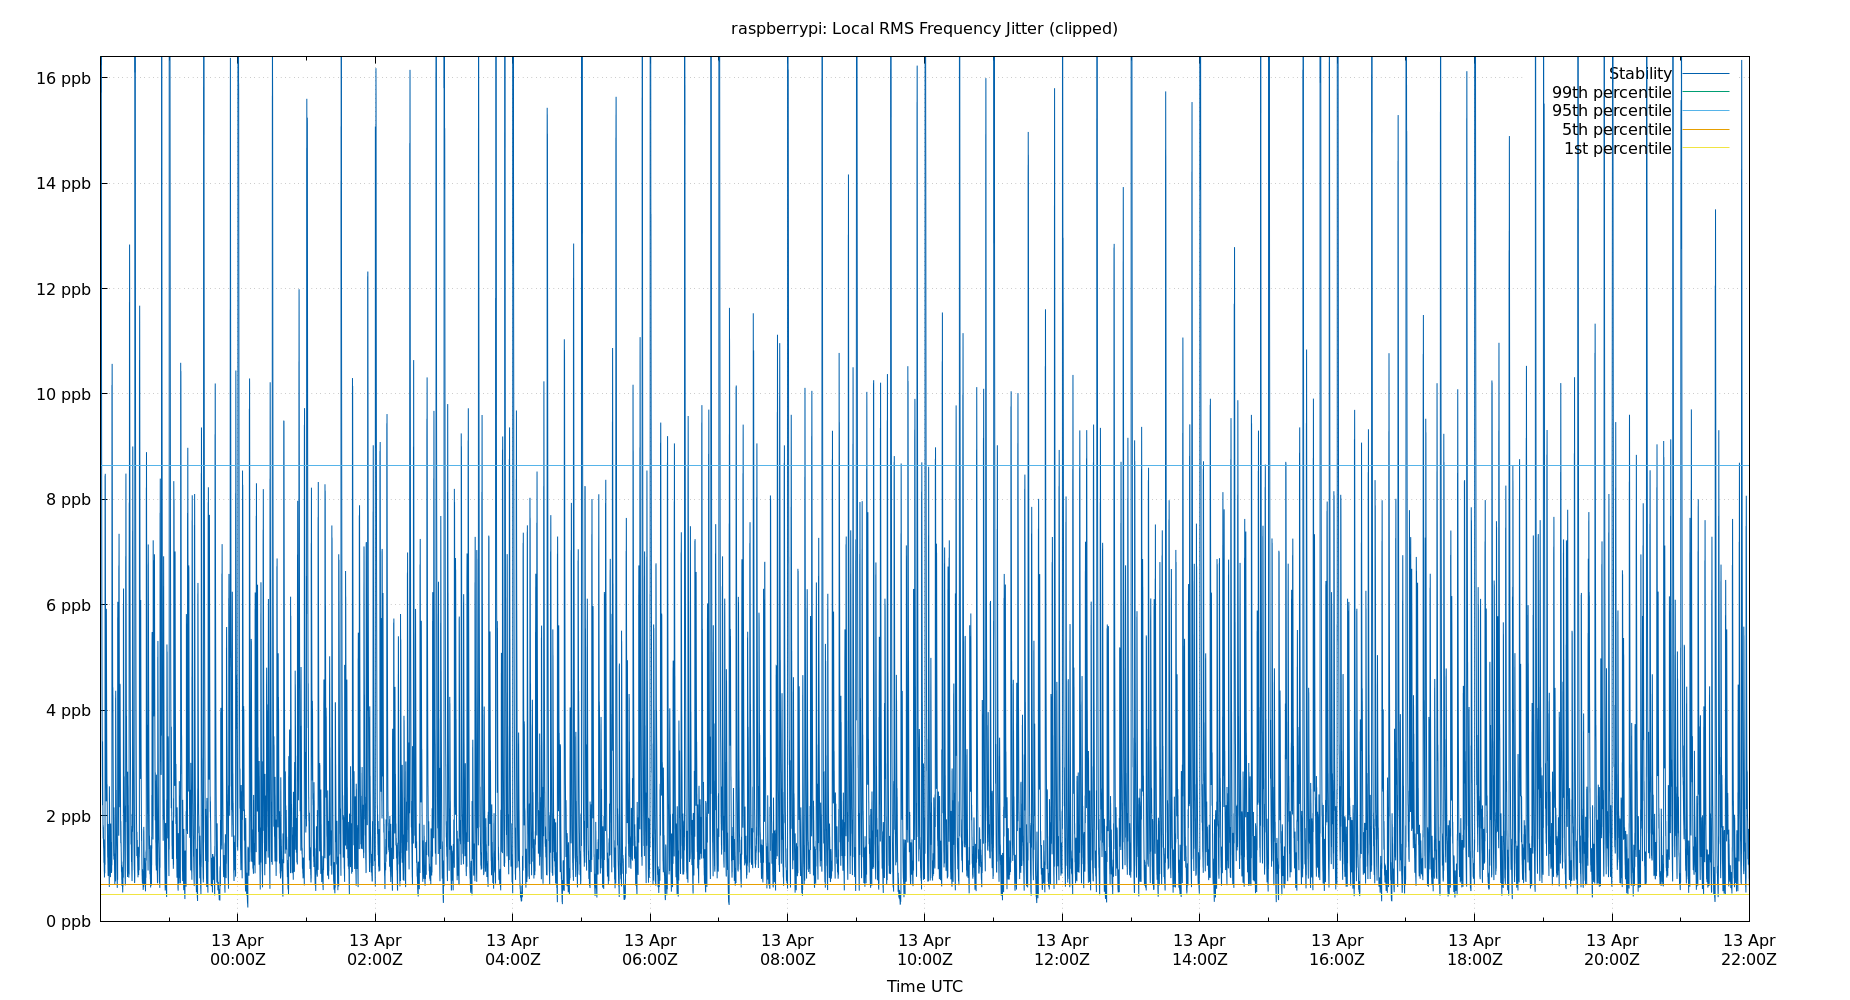 raspberrypi: Local RMS Frequency Jitter (clipped)
16 ppb
14 ppb
12 ppb
10 ppb
8 ppb
6 ppb
4 ppb
2 ppb
0 ppb
Stability
99th percentile
95th percentile
5th percentile
1st percentile
13 Apr 13 Apr 13 Apr 13 Apr 13 Apr 13 Apr 13 Apr 13 Apr 13 Apr 13 Apr 13 Apr 13 Apr
00:00Z 02:00Z 04:00Z 06:00Z 08:00Z 10:00Z 12:00Z 14:00Z 16:00Z 18:00Z 20:00Z 22:00Z
Time UTC